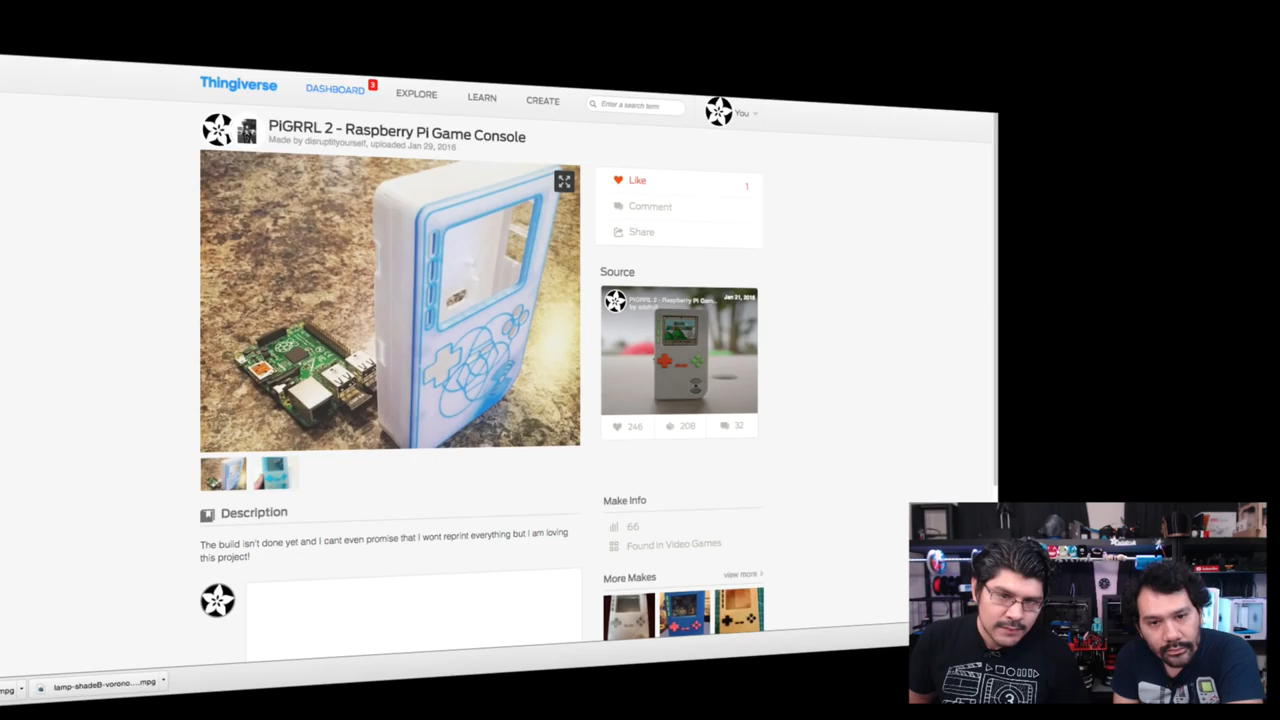 Thingiverse
DASHBOARD
3
EXPLORE
LEARN
CREATE
Enter a search term
You
PiGRRL 2 - Raspberry Pi Game Console
Made by disruptityourself, uploaded Jan 29, 2016
Like
1
Comment
Share
Source
PiGRRL 2 - Raspberry Pi Gam...
Jan 21, 2016
by adafruit
246
208
32
Make Info
66
Found in Video Games
More Makes
view more
Description
The build isn't done yet and I cant even promise that I wont reprint everything but I am loving
this project!
mpg
lamp-shadeB-vorono....mpg